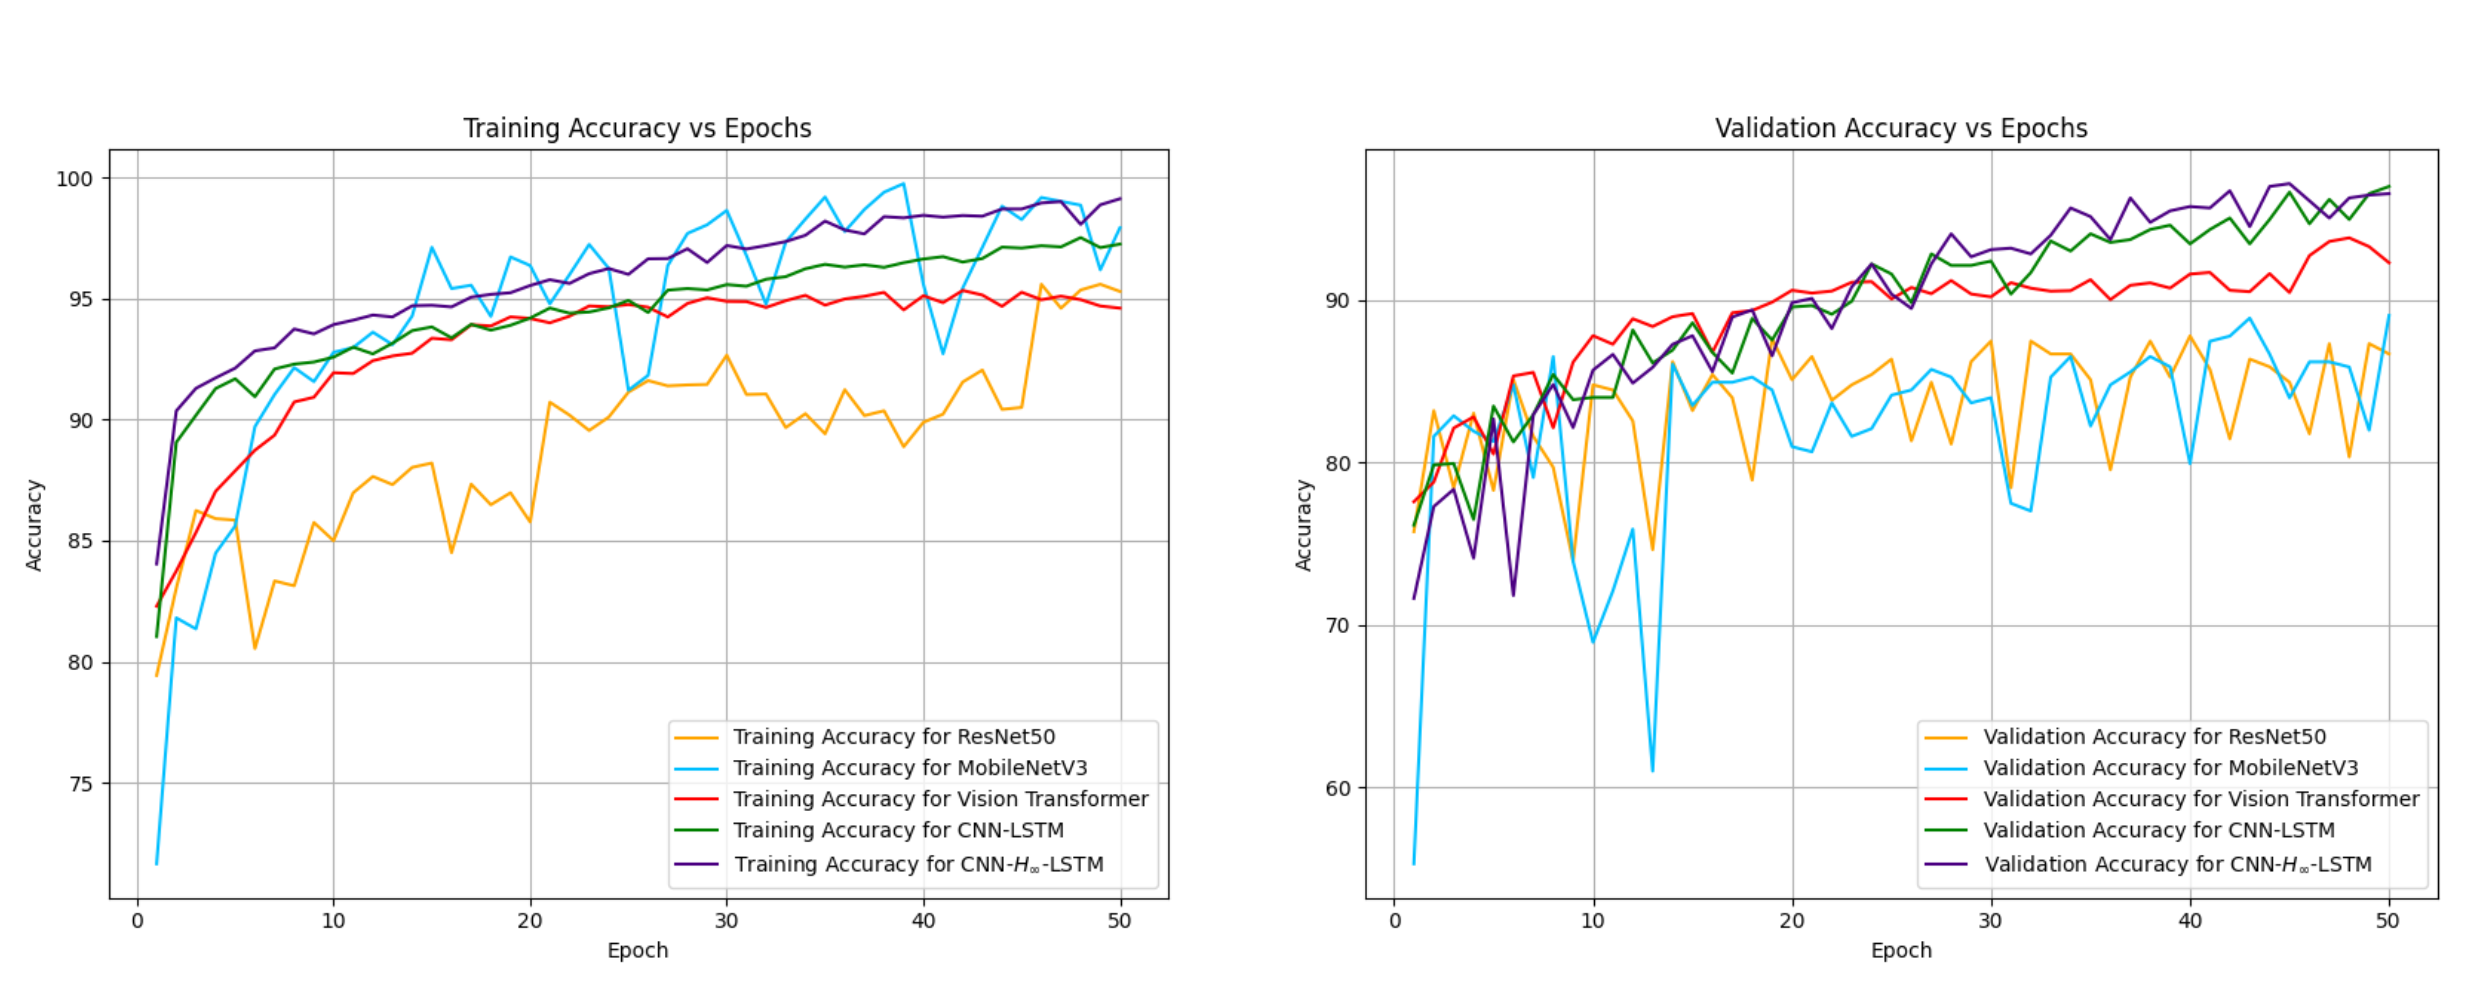 Training Accuracy vs Epochs
100
95
90
85
80
75
Accuracy
0 10 20 30 40 50
Epoch
Training Accuracy for ResNet50
Training Accuracy for MobileNetV3
Training Accuracy for Vision Transformer
Training Accuracy for CNN-LSTM
Training Accuracy for CNN-H∞-LSTM
Validation Accuracy vs Epochs
90
80
70
60
Accuracy
0 10 20 30 40 50
Epoch
Validation Accuracy for ResNet50
Validation Accuracy for MobileNetV3
Validation Accuracy for Vision Transformer
Validation Accuracy for CNN-LSTM
Validation Accuracy for CNN-H∞-LSTM